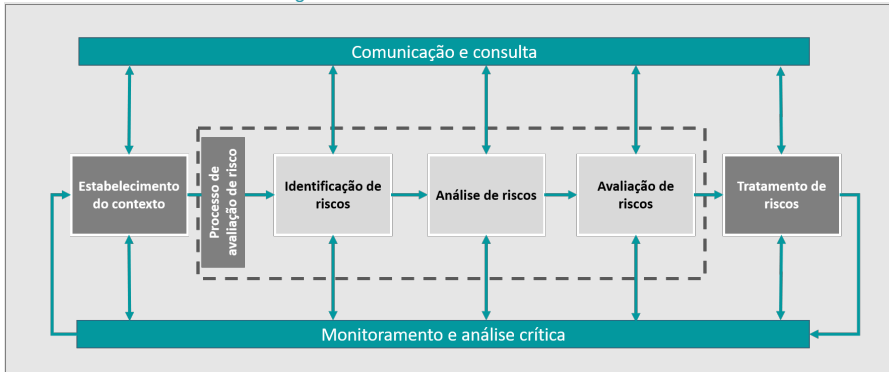 Comunicação e consulta
Estabelecimento
do contexto
Processo de
avaliação de risco
Identificação de
riscos
Análise de riscos
Avaliação de
riscos
Tratamento de
riscos
Monitoramento e análise crítica